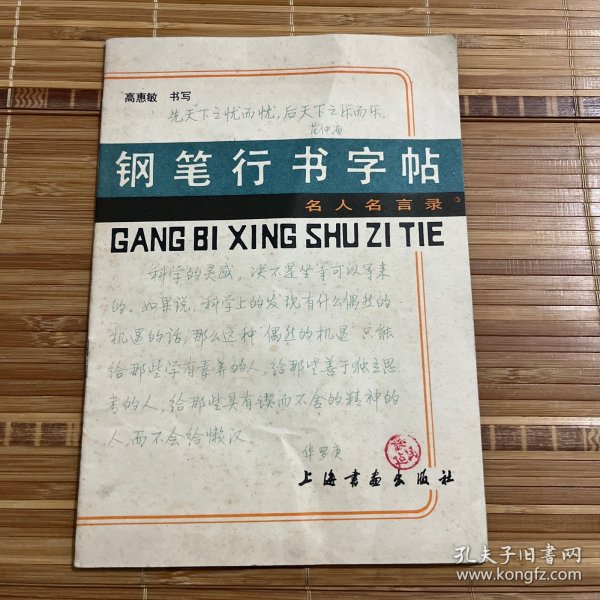 高惠敏 书写
先天下之忧而忧,后天下之乐而乐。
范仲淹
钢笔行书字帖
名人名言录
GANG BI XING SHU ZI TIE
科学的灵感,决不是坐等可以等来
的。如果说,科学上的发现有什么偶然的
机遇的话,那么这种“偶然的机遇”只能
给那些学有素养的人,给那些善于独立思
考的人,给那些具有锲而不舍的精神的
人,而不会给懒汉。
华罗庚
上海书画出版社
孔夫子旧书网
www.kongfz.com